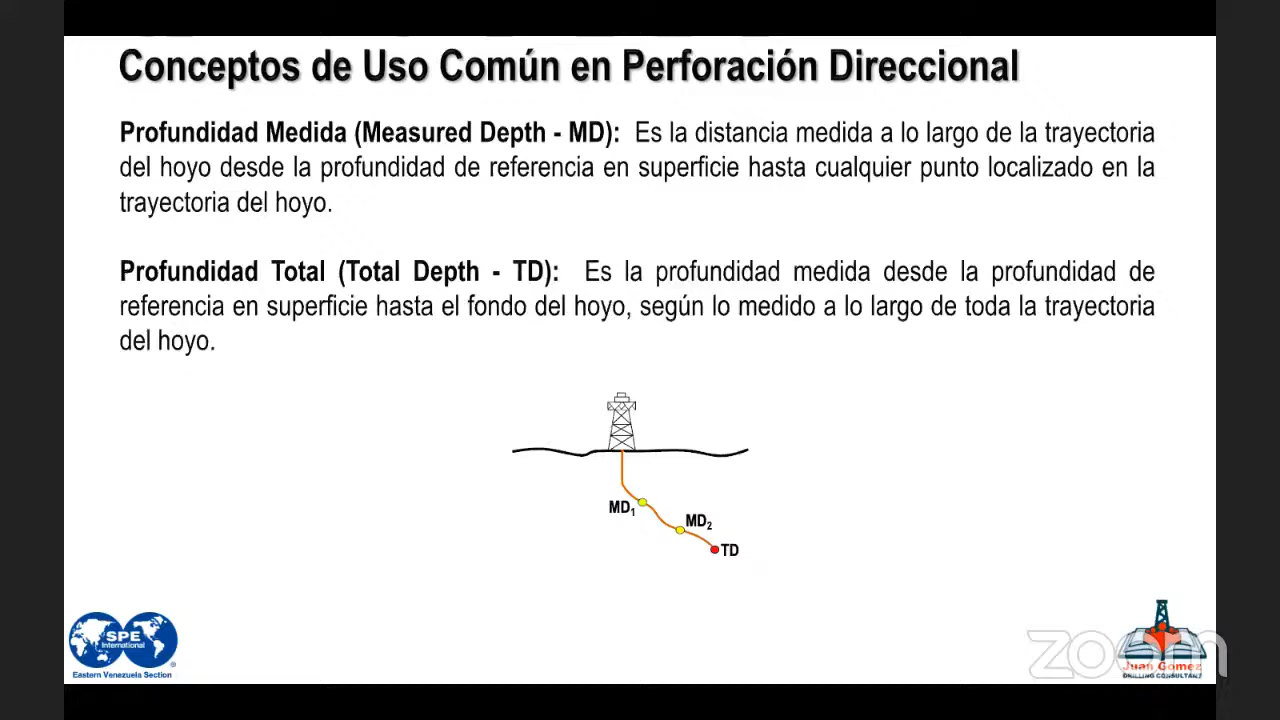 Conceptos de Uso Común en Perforación Direccional
Profundidad Medida (Measured Depth - MD): Es la distancia medida a lo largo de la trayectoria
del hoyo desde la profundidad de referencia en superficie hasta cualquier punto localizado en la
trayectoria del hoyo.
Profundidad Total (Total Depth - TD): Es la profundidad medida desde la profundidad de
referencia en superficie hasta el fondo del hoyo, según lo medido a lo largo de toda la trayectoria
del hoyo.
MD1
MD2
TD
SPE
International
Eastern Venezuela Section
zoom
Juan Gómez
DRILLING CONSULTANT